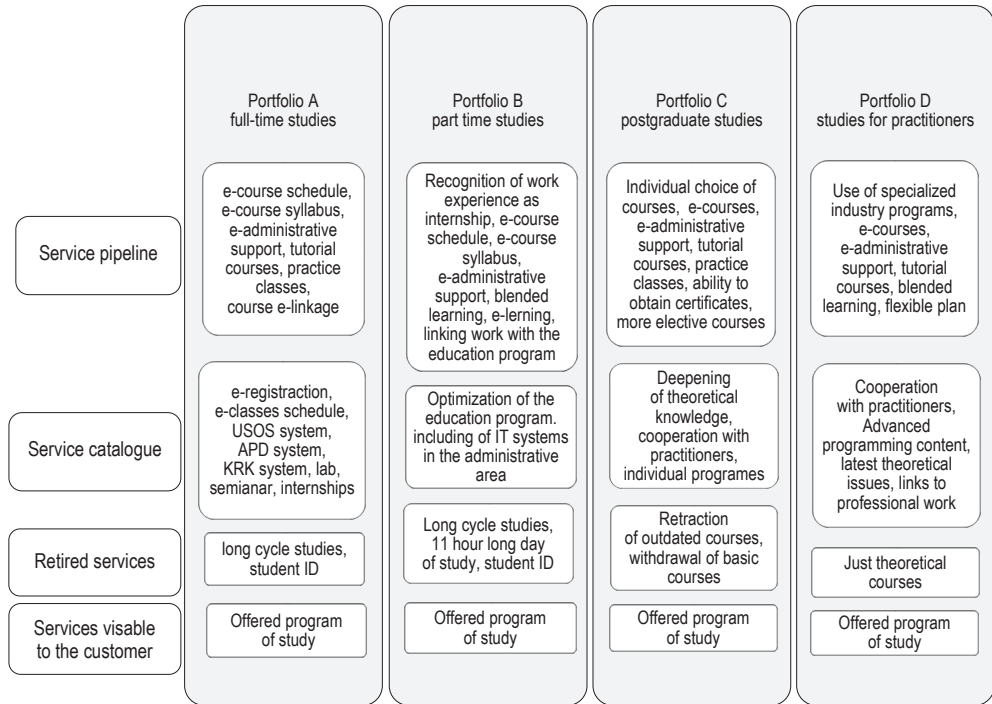 Portfolio A
full-time studies
Portfolio B
part time studies
Portfolio C
postgraduate studies
Portfolio D
studies for practitioners
Service pipeline
e-course schedule,
e-course syllabus,
e-administrative
support, tutorial
courses, practice
classes,
course e-linkage
Recognition of work
experience as
internship, e-course
schedule, e-course
syllabus,
e-administrative
support, blended
learning, e-lerning,
linking work with the
education program
Individual choice of
courses, e-courses,
e-administrative
support, tutorial
courses, practice
classes, ability to
obtain certificates,
more elective courses
Use of specialized
industry programs,
e-courses,
e-administrative
support, tutorial
courses, blended
learning, flexible plan
Service catalogue
e-registraction,
e-classes schedule,
USOS system,
APD system,
KRK system, lab,
semianar, internships
Optimization of the
education program.
including of IT systems
in the administrative
area
Deepening
of theoretical
knowledge,
cooperation with
practitioners,
individual programes
Cooperation
with practitioners,
Advanced
programming content,
latest theoretical
issues, links to
professional work
Retired services
long cycle studies,
student ID
Long cycle studies,
11 hour long day
of study, student ID
Retraction
of outdated courses,
withdrawal of basic
courses
Just theoretical
courses
Services visable
to the customer
Offered program
of study
Offered program
of study
Offered program
of study
Offered program
of study